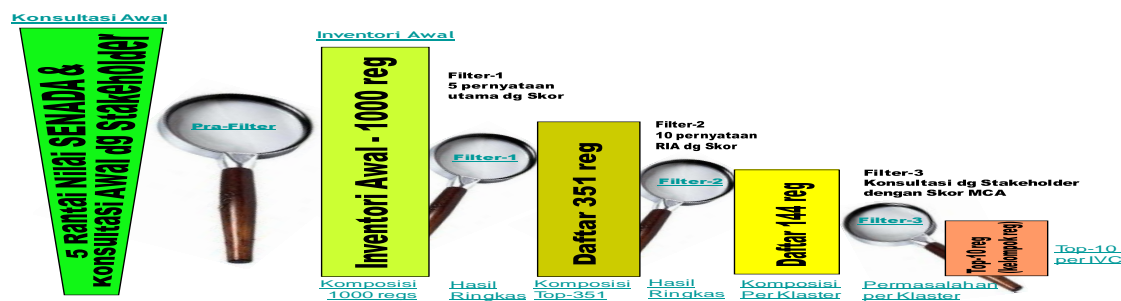 Konsultasi Awal
5 Rantai Nilai SENADA &
konsultasi Awal dg Stakeholder
Pra-Filter
Inventori Awal
Inventori Awal - 1000 reg
Komposisi
1000 reqs
Filter-1
5 pernyataan
utama dg Skor
Filter-1
Hasil
Ringkas
Daftar 351 reg
Komposisi
Top-351
Filter-2
10 pernyataan
RIA dg Skor
Filter-2
Hasil
Ringkas
Daftar 144 reg
Komposisi
Per Klaster
Filter-3
Konsultasi dg Stakeholder
dengan Skor MCA
Filter-3
Permasalahan
per Klaster
Top-10 reg
(kelompok reg)
Top-10
per IVC